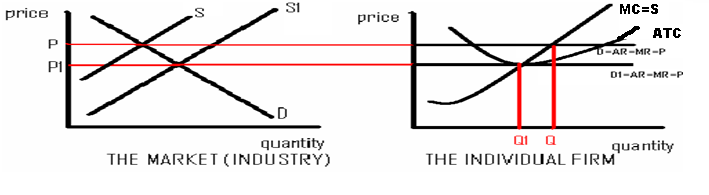 price
S
S1
P
P1
D
quantity
THE MARKET (INDUSTRY)
price
MC=S
ATC
D-AR-MR-P
D1-AR-MR-P
Q1
Q
quantity
THE INDIVIDUAL FIRM